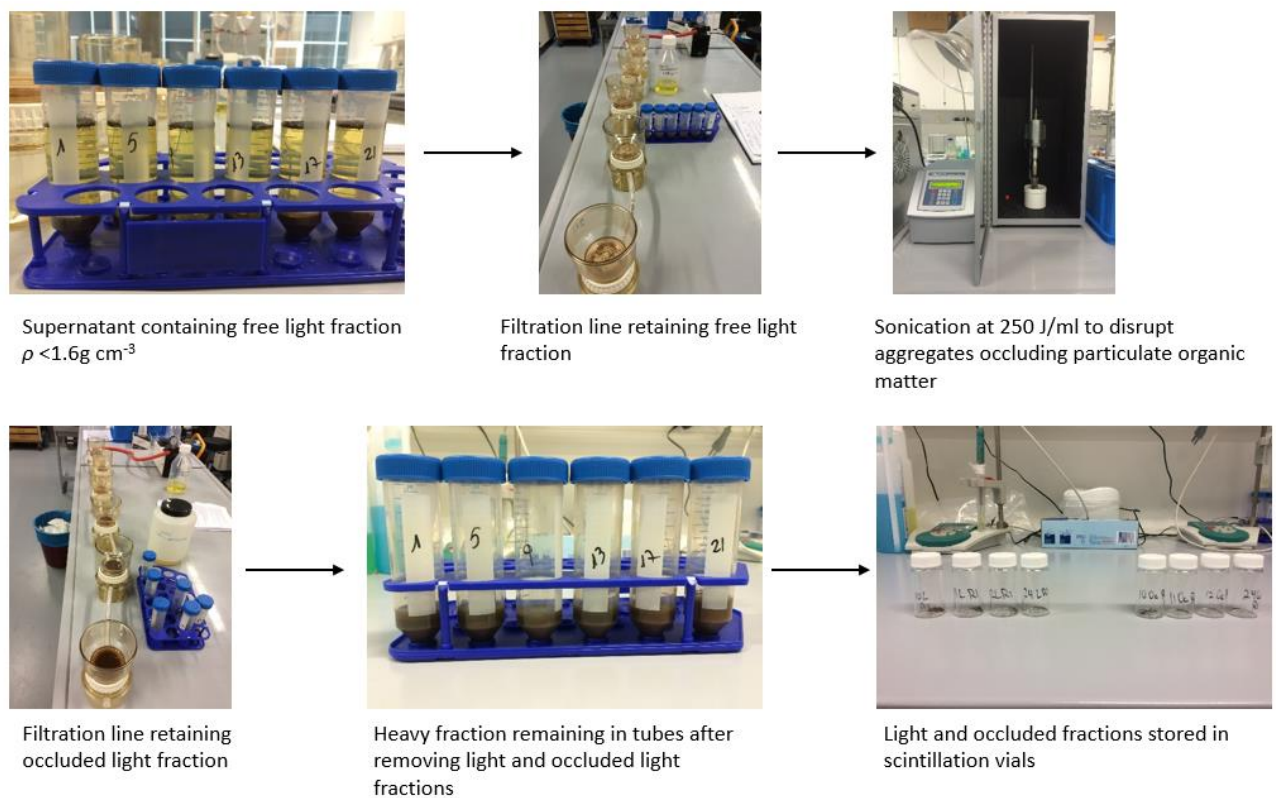 1 5 13 17 21
Supernatant containing free light fraction
ρ <1.6g cm⁻³
Filtration line retaining free light
fraction
Sonication at 250 J/ml to disrupt
aggregates occluding particulate organic
matter
1 5 9 13 17 21
Filtration line retaining
occluded light fraction
Heavy fraction remaining in tubes after
removing light and occluded light
fractions
Light and occluded fractions stored in
scintillation vials